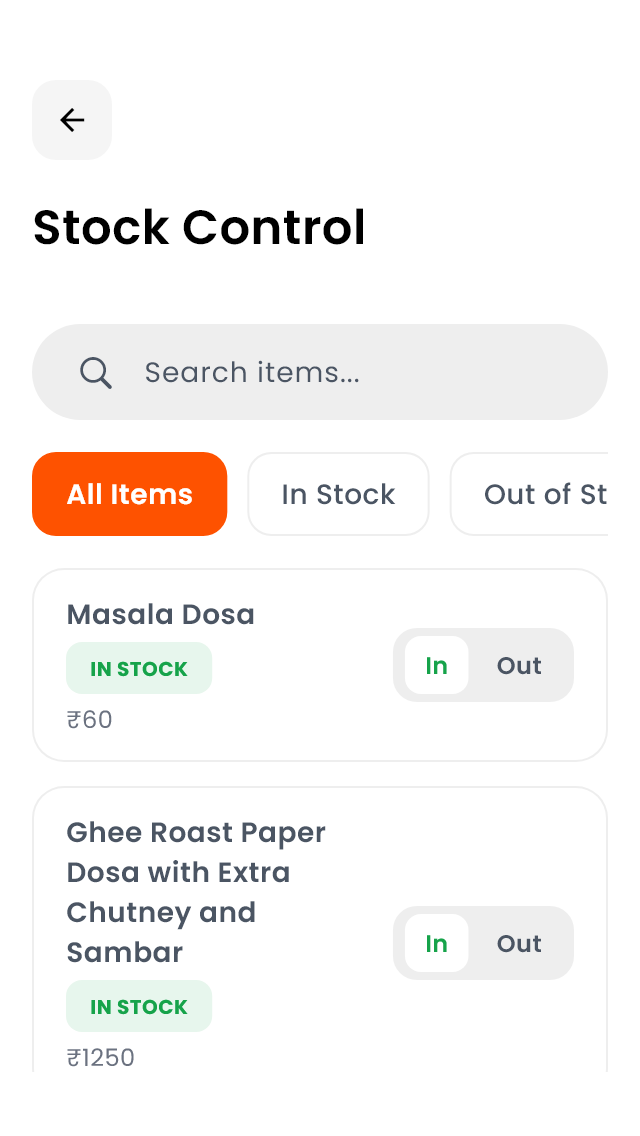 Stock Control
Search items...
All Items
In Stock
Out of St
Masala Dosa
IN STOCK
₹60
In
Out
Ghee Roast Paper
Dosa with Extra
Chutney and
Sambar
IN STOCK
₹1250
In
Out